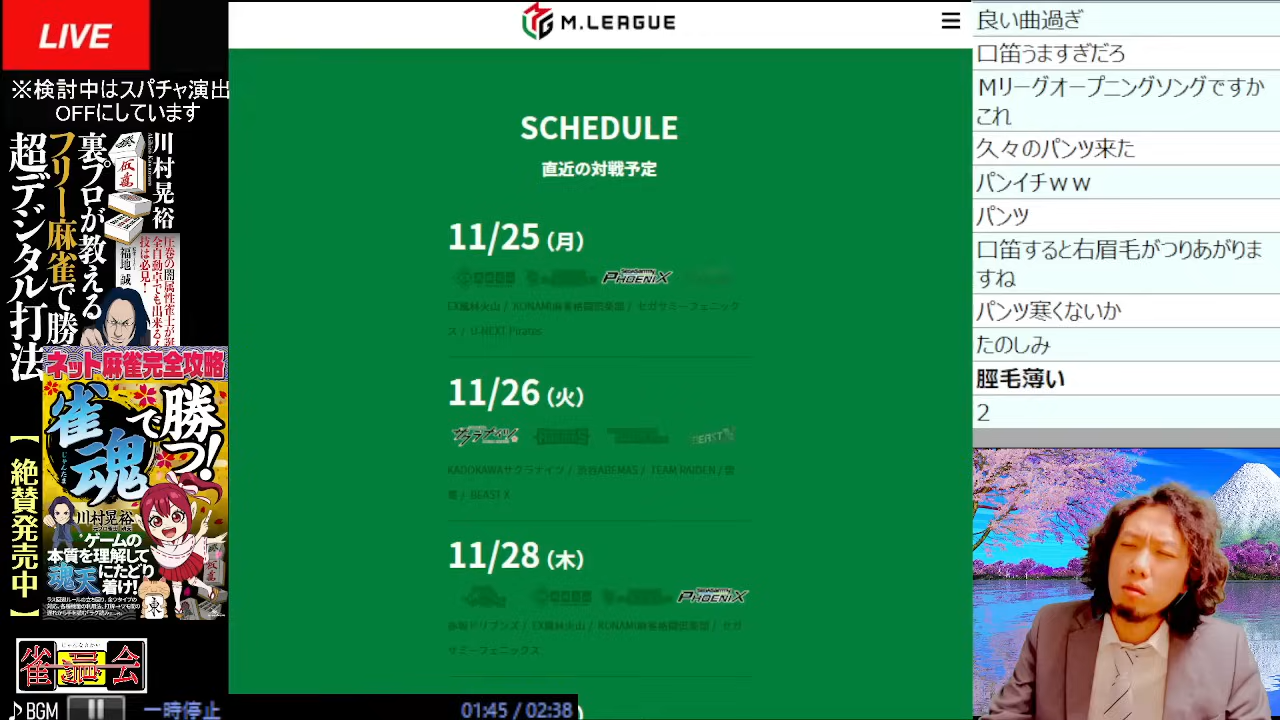 LIVE
※検討中はスパチャ演出
OFFにしています
川村晃裕
裏プロが教える
フリー麻雀で勝つ
超デジタル打法
福地 誠
ネット麻雀完全攻略
雀魂
じゃんたま
で勝つ!
川村晃裕
ゲームの
本質を理解して
魂天にたどり
着け!
【絶賛発売中】
♪BGM
一時停止
01:45 / 02:38
M.LEAGUE
SCHEDULE
直近の対戦予定
11/25 (月)
PHOENIX
EX風林火山 / KONAMI麻雀格闘倶楽部 / セガサミーフェニック
ス / U-NEXT Pirates
11/26 (火)
サクラナイツ
BEAST X
KADOKAWAサクラナイツ / 渋谷ABEMAS / TEAM RAIDEN / 雷
電 / BEAST X
11/28 (木)
PHOENIX
赤坂ドリブンズ / EX風林火山 / KONAMI麻雀格闘倶楽部 / セガ
サミーフェニックス
良い曲過ぎ
口笛うますぎだろ
Mリーグオープニングソングですか
これ
久々のパンツ来た
パンイチｗｗ
パンツ
口笛すると右眉毛がつりあがりま
すね
パンツ寒くないか
たのしみ
脛毛薄い
2